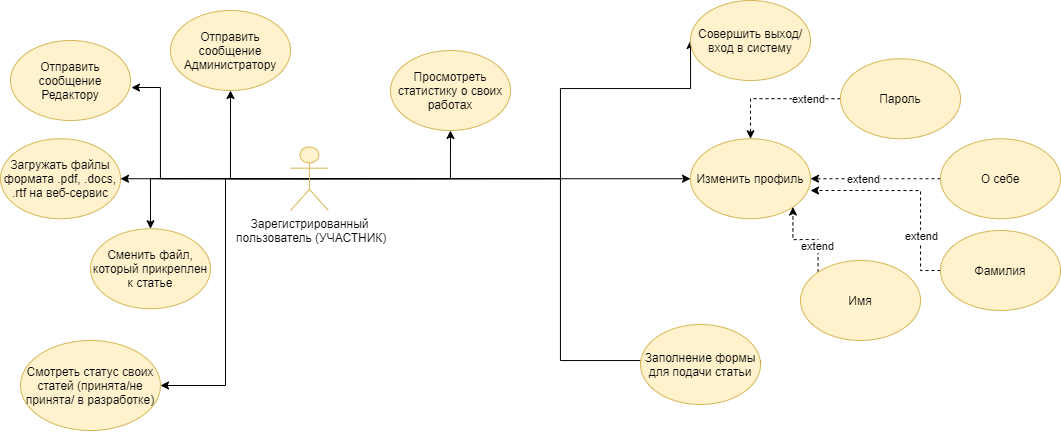 Отправить
сообщение
Редактору
Отправить
сообщение
Администратору
Просмотреть
статистику о своих
работах
Совершить выход/
вход в систему
extend
Пароль
Загружать файлы
формата .pdf, .docs,
.rtf на веб-сервис
Изменить профиль
extend
О себе
Зарегистрированный
пользователь (УЧАСТНИК)
extend
extend
Сменить файл,
который прикреплен
к статье
Фамилия
Имя
Заполнение формы
для подачи статьи
Смотреть статус своих
статей (принята/не
принята/ в разработке)